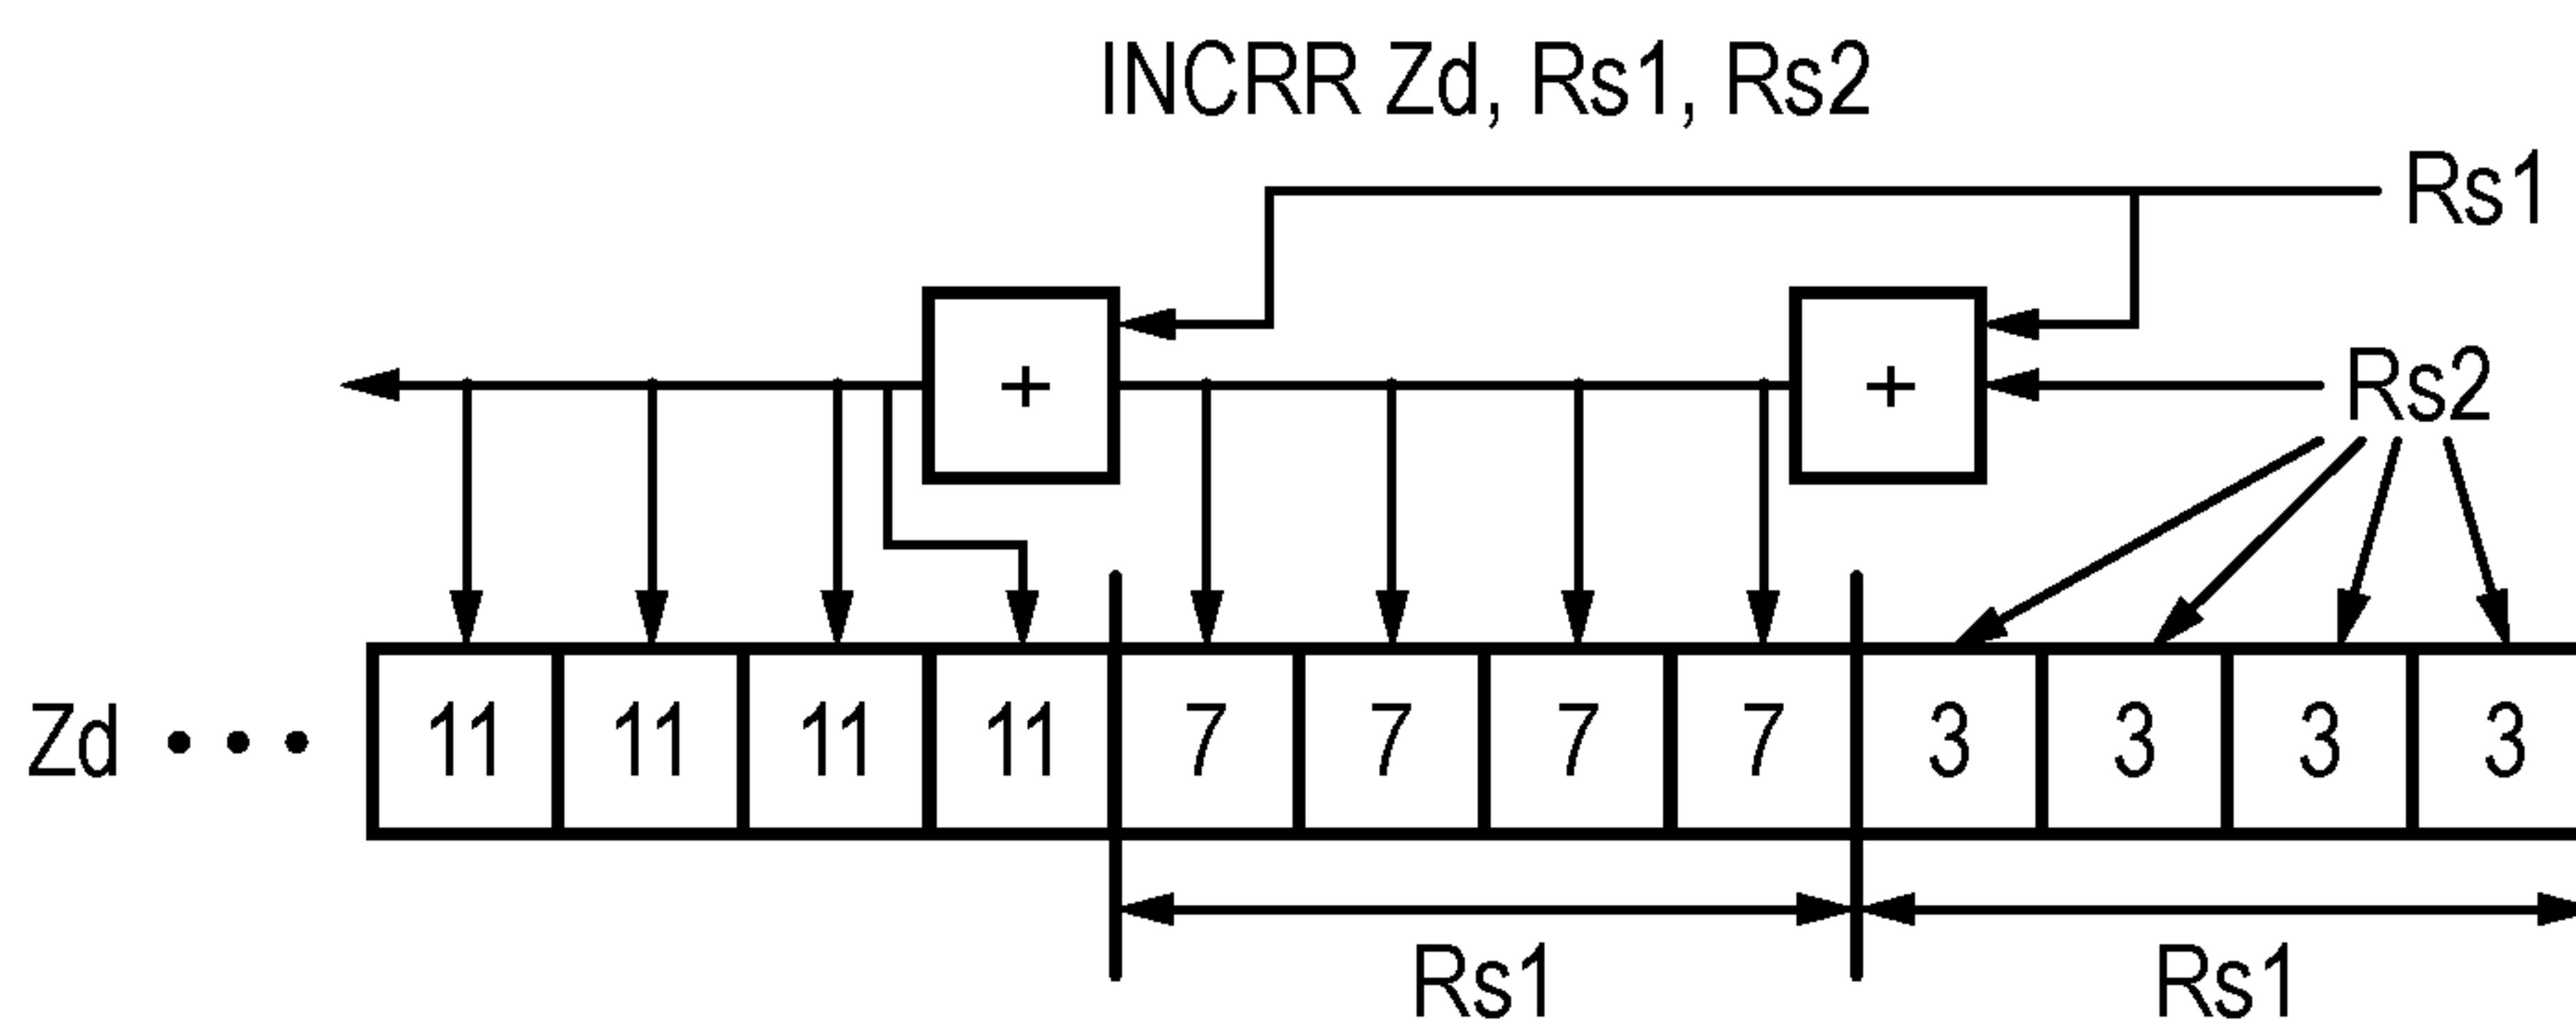 INCRR Zd, Rs1, Rs2
Rs1
+ +
Rs2
Zd • • • 11 11 11 11 7 7 7 7 3 3 3 3
Rs1 Rs1